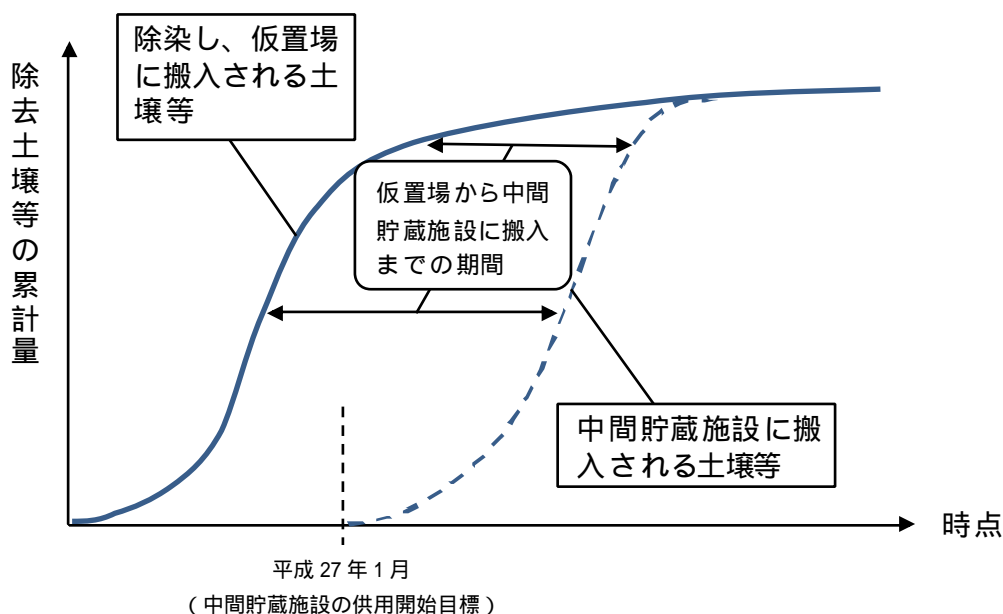 除染し、仮置場
に搬入される土
壌等
除去土壌等の累計量
仮置場から中間
貯蔵施設に搬入
までの期間
中間貯蔵施設に搬
入される土壌等
時点
平成 27 年 1 月
（中間貯蔵施設の供用開始目標）